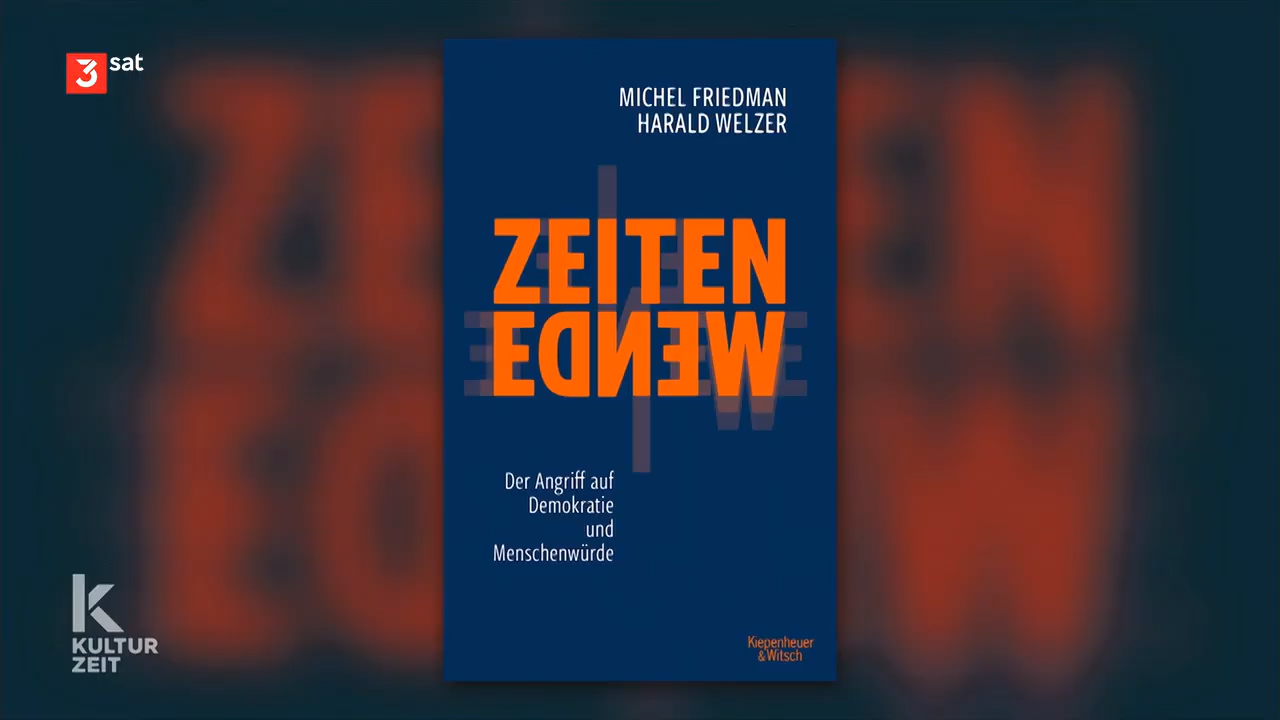 3sat
MICHEL FRIEDMAN
HARALD WELZER
ZEITEN
WENDE
Der Angriff auf
Demokratie
und
Menschenwürde
Kiepenheuer
&Witsch
K
KULTUR
ZEIT